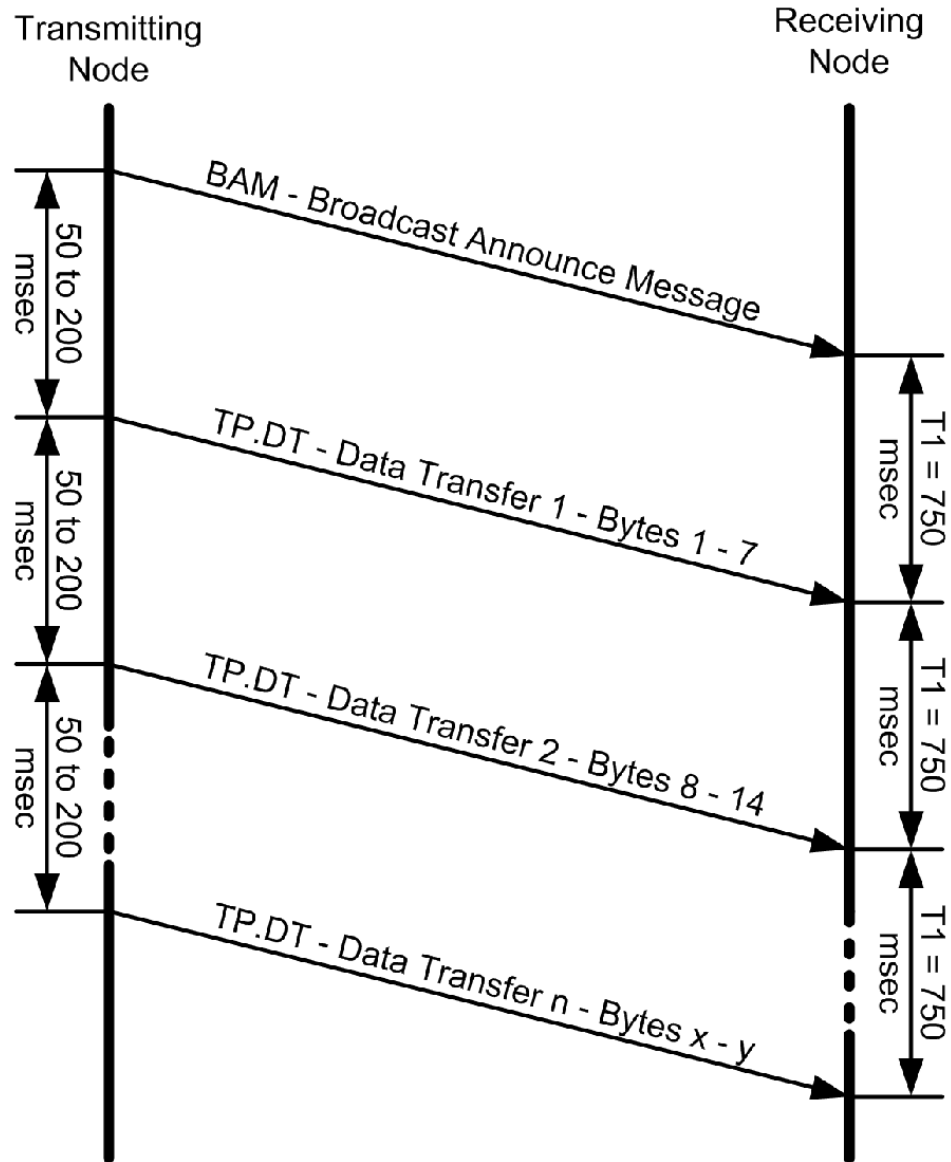 Transmitting
Node
Receiving
Node
BAM - Broadcast Announce Message
50 to 200
msec
T1 = 750
msec
TP.DT - Data Transfer 1 - Bytes 1 - 7
50 to 200
msec
T1 = 750
msec
TP.DT - Data Transfer 2 - Bytes 8 - 14
50 to 200
msec
T1 = 750
msec
TP.DT - Data Transfer n - Bytes x - y